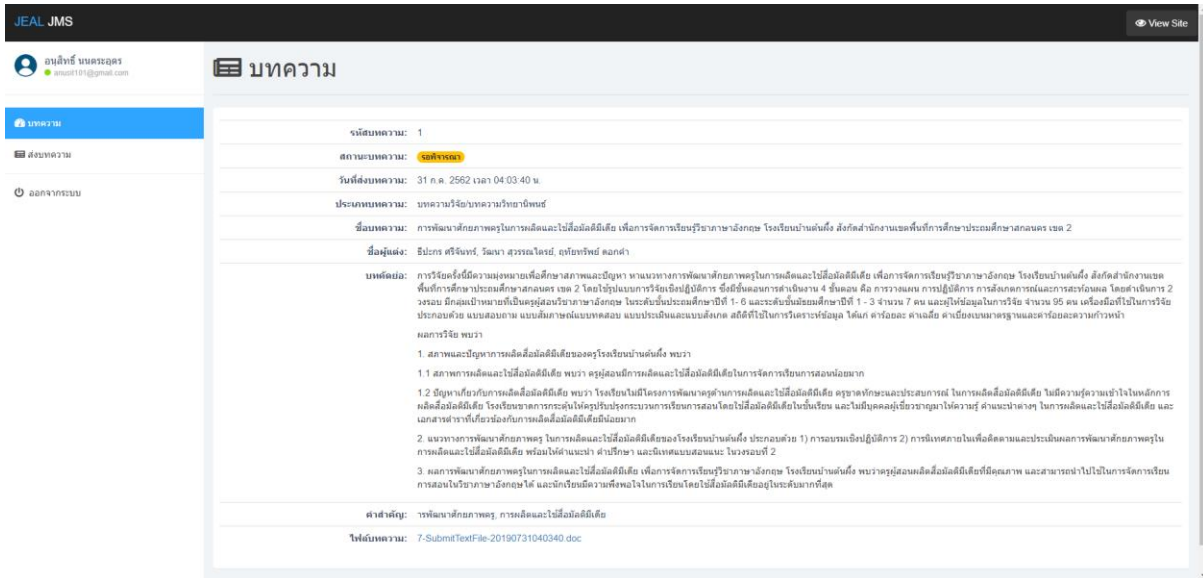 JEAL JMS
View Site
อนุสิทธิ์ นนตระอุดร
anusit101@gmail.com
บทความ
บทความ
ส่งบทความ
ออกจากระบบ
รหัสบทความ: 1
สถานะบทความ: รอพิจารณา
วันที่ส่งบทความ: 31 ก.ค. 2562 เวลา 04:03:40 น.
ประเภทบทความ: บทความวิจัย/บทความวิทยานิพนธ์
ชื่อบทความ: การพัฒนาศักยภาพครูในการผลิตและใช้สื่อมัลติมีเดีย เพื่อการจัดการเรียนรู้วิชาภาษาอังกฤษ โรงเรียนบ้านต้นผึ้ง สังกัดสำนักงานเขตพื้นที่การศึกษาประถมศึกษาสกลนคร เขต 2
ชื่อผู้แต่ง: ธีปะกร ศรีจันทร์, วัฒนา สุวรรณไตรย์, อุทัยทรัพย์ ดอกคำ
บทคัดย่อ: การวิจัยครั้งนี้มีความมุ่งหมายเพื่อศึกษาสภาพและปัญหา หาแนวทางการพัฒนาศักยภาพครูในการผลิตและใช้สื่อมัลติมีเดีย เพื่อการจัดการเรียนรู้วิชาภาษาอังกฤษ โรงเรียนบ้านต้นผึ้ง สังกัดสำนักงานเขต
พื้นที่การศึกษาประถมศึกษาสกลนคร เขต 2 โดยใช้รูปแบบการวิจัยเชิงปฏิบัติการ ซึ่งมีขั้นตอนการดำเนินงาน 4 ขั้นตอน คือ การวางแผน การปฏิบัติการ การสังเกตการณ์และการสะท้อนผล โดยดำเนินการ 2
วงรอบ มีกลุ่มเป้าหมายที่เป็นครูผู้สอนวิชาภาษาอังกฤษ ในระดับชั้นประถมศึกษาปีที่ 1- 6 และระดับชั้นมัธยมศึกษาปีที่ 1 - 3 จำนวน 7 คน และผู้ให้ข้อมูลในการวิจัย จำนวน 95 คน เครื่องมือที่ใช้ในการวิจัย
ประกอบด้วย แบบสอบถาม แบบสัมภาษณ์แบบทดสอบ แบบประเมินและแบบสังเกต สถิติที่ใช้ในการวิเคราะห์ข้อมูล ได้แก่ ค่าร้อยละ ค่าเฉลี่ย ค่าเบี่ยงเบนมาตรฐานและค่าร้อยละความก้าวหน้า
ผลการวิจัย พบว่า
1. สภาพและปัญหาการผลิตสื่อมัลติมีเดียของครูโรงเรียนบ้านต้นผึ้ง พบว่า
1.1 สภาพการผลิตและใช้สื่อมัลติมีเดีย พบว่า ครูผู้สอนมีการผลิตและใช้สื่อมัลติมีเดียในการจัดการเรียนการสอนน้อยมาก
1.2 ปัญหาเกี่ยวกับการผลิตสื่อมัลติมีเดีย พบว่า โรงเรียนไม่มีโครงการพัฒนาครูด้านการผลิตและใช้สื่อมัลติมีเดีย ครูขาดทักษะและประสบการณ์ ในการผลิตสื่อมัลติมีเดีย ไม่มีความรู้ความเข้าใจในหลักการ
ผลิตสื่อมัลติมีเดีย โรงเรียนขาดการกระตุ้นให้ครูปรับปรุงกระบวนการเรียนการสอนโดยใช้สื่อมัลติมีเดียในชั้นเรียน และไม่มีบุคคลผู้เชี่ยวชาญมาให้ความรู้ คำแนะนำต่างๆ ในการผลิตและใช้สื่อมัลติมีเดีย และ
เอกสารตำราที่เกี่ยวข้องกับการผลิตสื่อมัลติมีเดียมีน้อยมาก
2. แนวทางการพัฒนาศักยภาพครู ในการผลิตและใช้สื่อมัลติมีเดียของโรงเรียนบ้านต้นผึ้ง ประกอบด้วย 1) การอบรมเชิงปฏิบัติการ 2) การนิเทศภายในเพื่อติดตามและประเมินผลการพัฒนาศักยภาพครูใน
การผลิตและใช้สื่อมัลติมีเดีย พร้อมให้คำแนะนำ คำปรึกษา และนิเทศแบบสอนแนะ ในวงรอบที่ 2
3. ผลการพัฒนาศักยภาพครูในการผลิตและใช้สื่อมัลติมีเดีย เพื่อการจัดการเรียนรู้วิชาภาษาอังกฤษ โรงเรียนบ้านต้นผึ้ง พบว่าครูผู้สอนผลิตสื่อมัลติมีเดียที่มีคุณภาพ และสามารถนำไปใช้ในการจัดการเรียน
การสอนในวิชาภาษาอังกฤษได้ และนักเรียนมีความพึงพอใจในการเรียนโดยใช้สื่อมัลติมีเดียอยู่ในระดับมากที่สุด
คำสำคัญ: ารพัฒนาศักยภาพครู, การผลิตและใช้สื่อมัลติมีเดีย
ไฟล์บทความ: 7-SubmitTextFile-20190731040340.doc